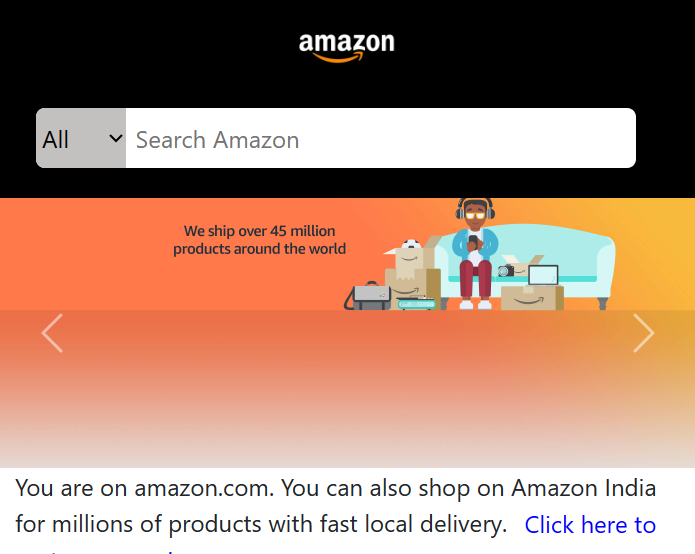 amazon
All
Search Amazon
We ship over 45 million
products around the world
You are on amazon.com. You can also shop on Amazon India
for millions of products with fast local delivery. Click here to